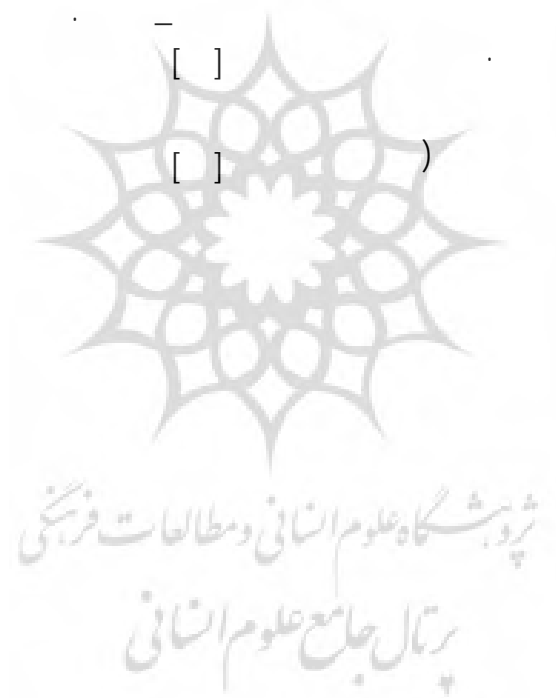 . _
[ ] .
[ ] )
پژوهشگاه علوم انسانی و مطالعات فرهنگی
پرتال جامع علوم انسانی